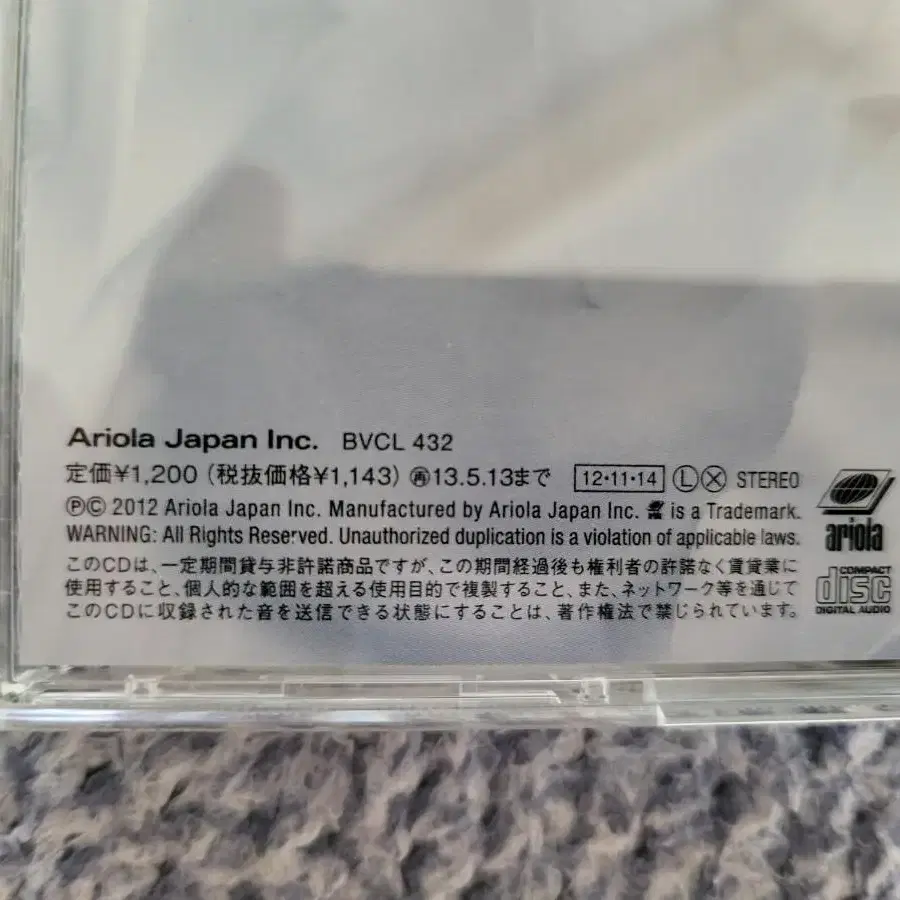 Ariola Japan Inc. BVCL 432
定価¥1,200(税抜価格¥1,143)㊐13.5.13まで 12・11・14 Ⓛⓧ STEREO
ⓅⒸ 2012 Ariola Japan Inc. Manufactured by Ariola Japan Inc. is a Trademark.
WARNING: All Rights Reserved. Unauthorized duplication is a violation of applicable laws.
このCDは、一定期間貸与非許諾商品ですが、この期間経過後も権利者の許諾なく賃貸業に
使用すること、個人的な範囲を超える使用目的で複製すること、また、ネットワーク等を通じて
このCDに収録された音を送信できる状態にすることは、著作権法で禁じられています。
ariola
COMPACT
disc
DIGITAL AUDIO